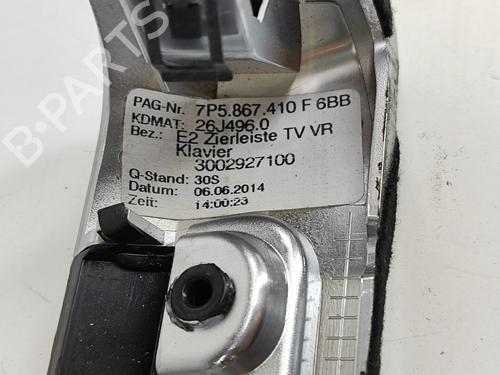 PAG-Nr. 7P5.867.410 F 6BB
KDMAT: 26J496.0
Bez.: E2 Zierleiste TV VR
Klavier
3002927100
Q-Stand: 30S
Datum: 06.06.2014
Zeit: 14:00:23
B-PARTS